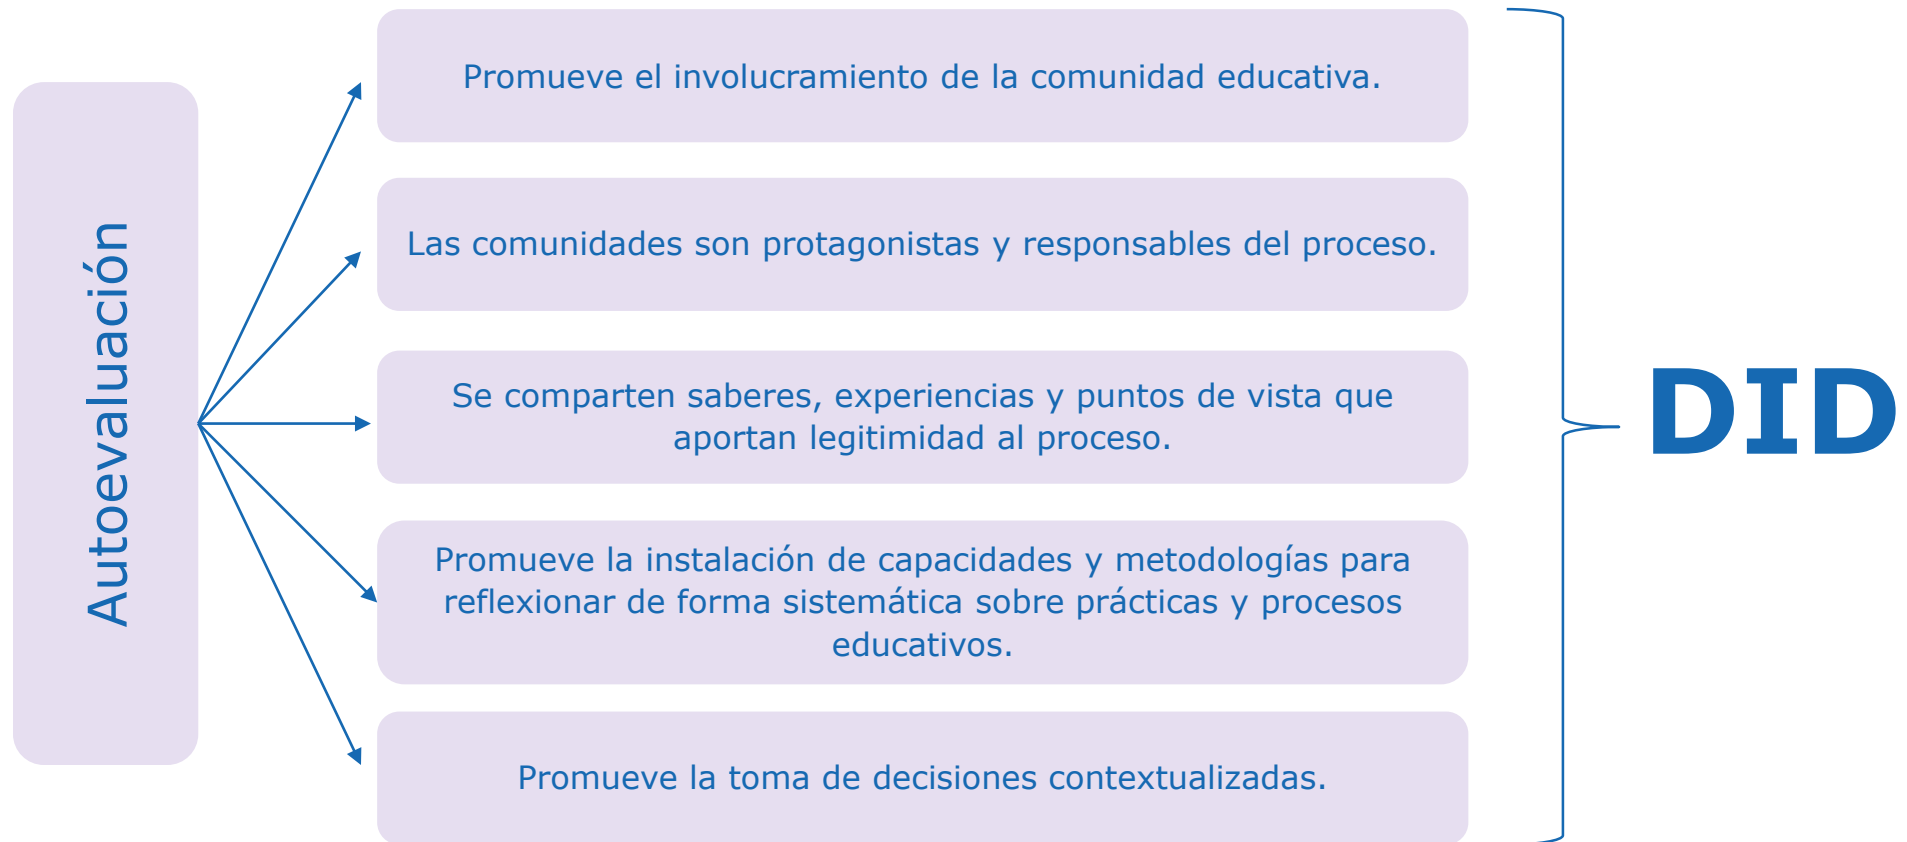 Autoevaluación
Promueve el involucramiento de la comunidad educativa.
Las comunidades son protagonistas y responsables del proceso.
Se comparten saberes, experiencias y puntos de vista que
aportan legitimidad al proceso.
Promueve la instalación de capacidades y metodologías para
reflexionar de forma sistemática sobre prácticas y procesos
educativos.
Promueve la toma de decisiones contextualizadas.
DID